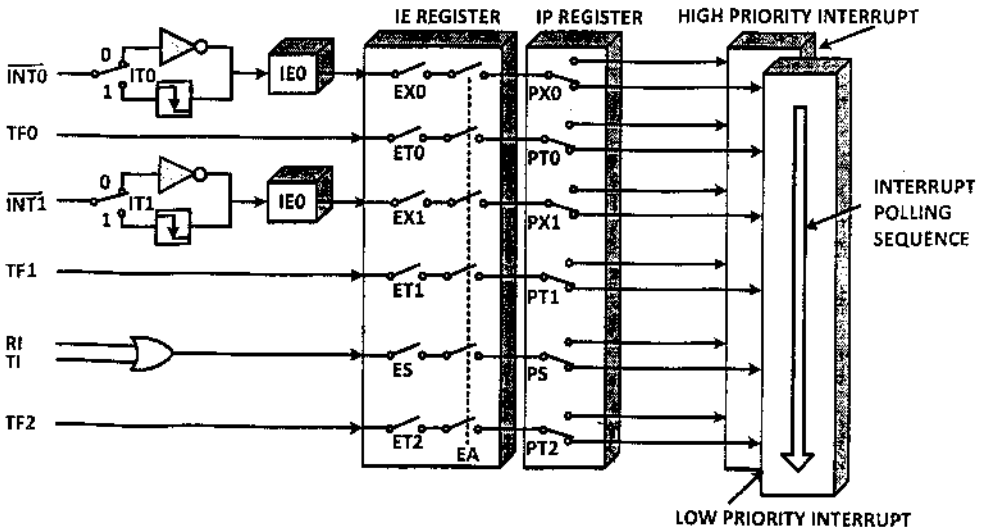 IE REGISTER
IP REGISTER
HIGH PRIORITY INTERRUPT
INT0
0
IT0
1
IE0
EX0
PX0
TF0
ET0
PT0
INT1
0
IT1
1
IE0
EX1
PX1
INTERRUPT
POLLING
SEQUENCE
TF1
ET1
PT1
RI
TI
ES
PS
TF2
ET2
EA
PT2
LOW PRIORITY INTERRUPT